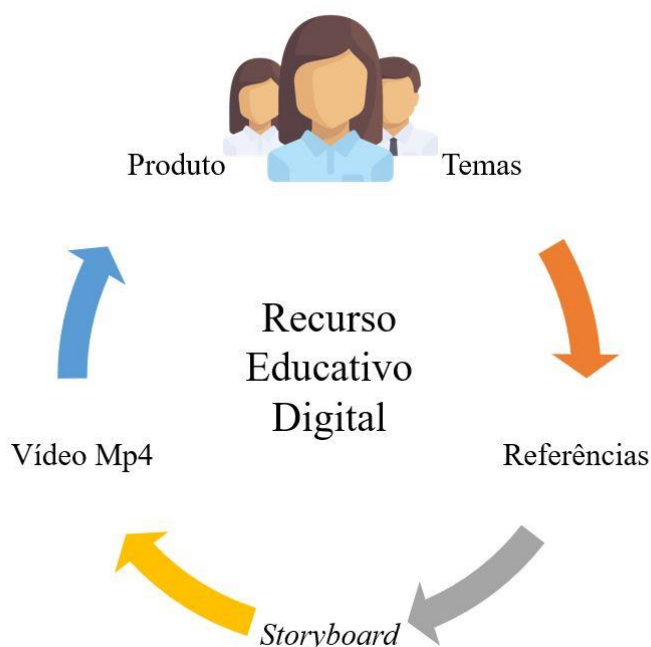 Produto
Temas
Recurso
Educativo
Digital
Vídeo Mp4
Referências
Storyboard